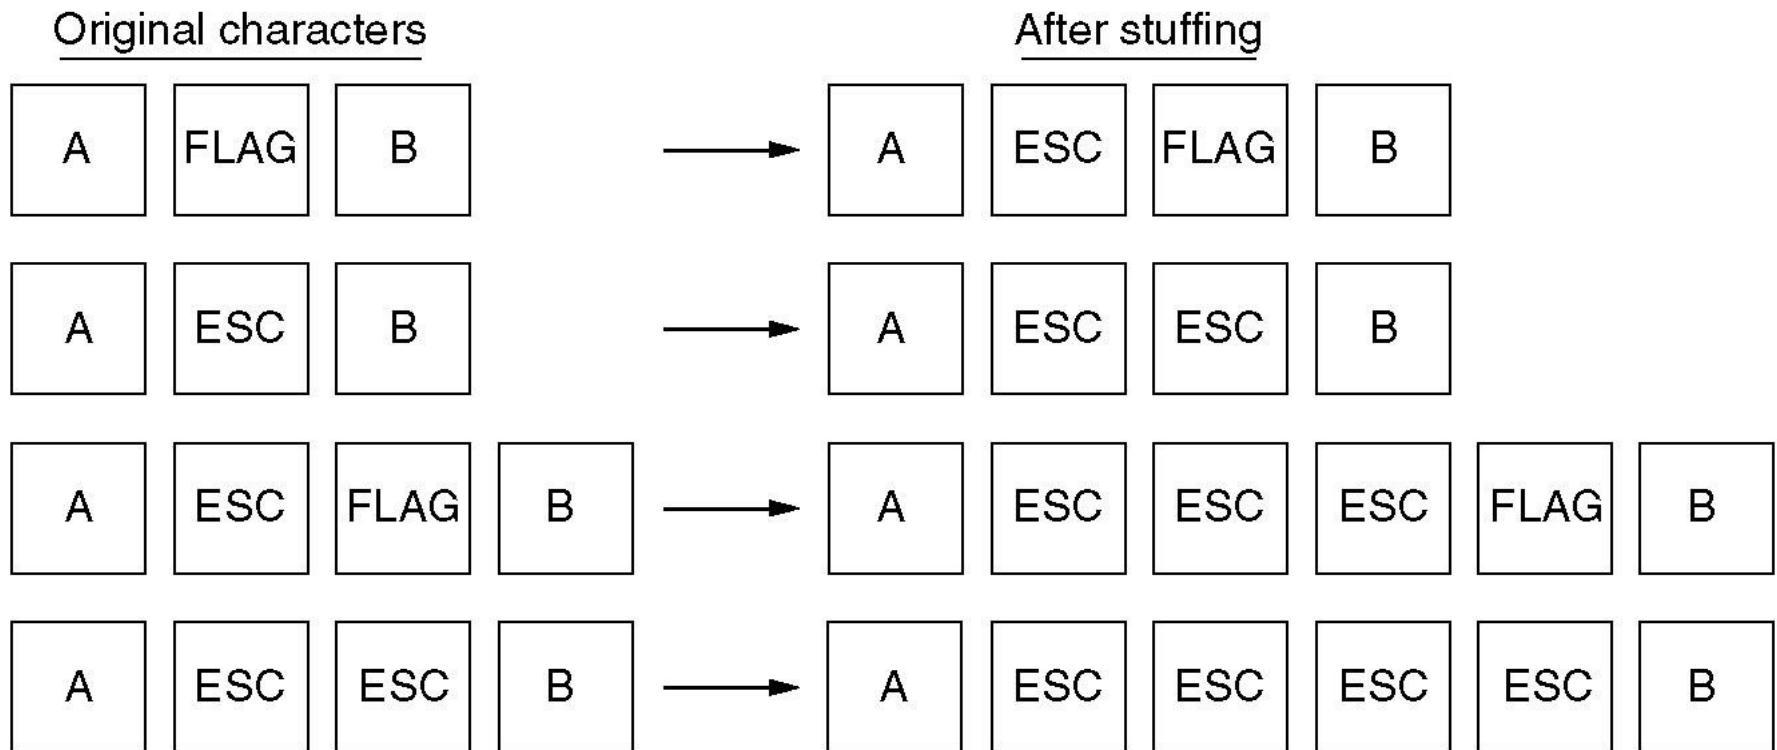 Original characters After stuffing
A FLAG B A ESC FLAG B
A ESC B A ESC ESC B
A ESC FLAG B A ESC ESC ESC FLAG B
A ESC ESC B A ESC ESC ESC ESC B